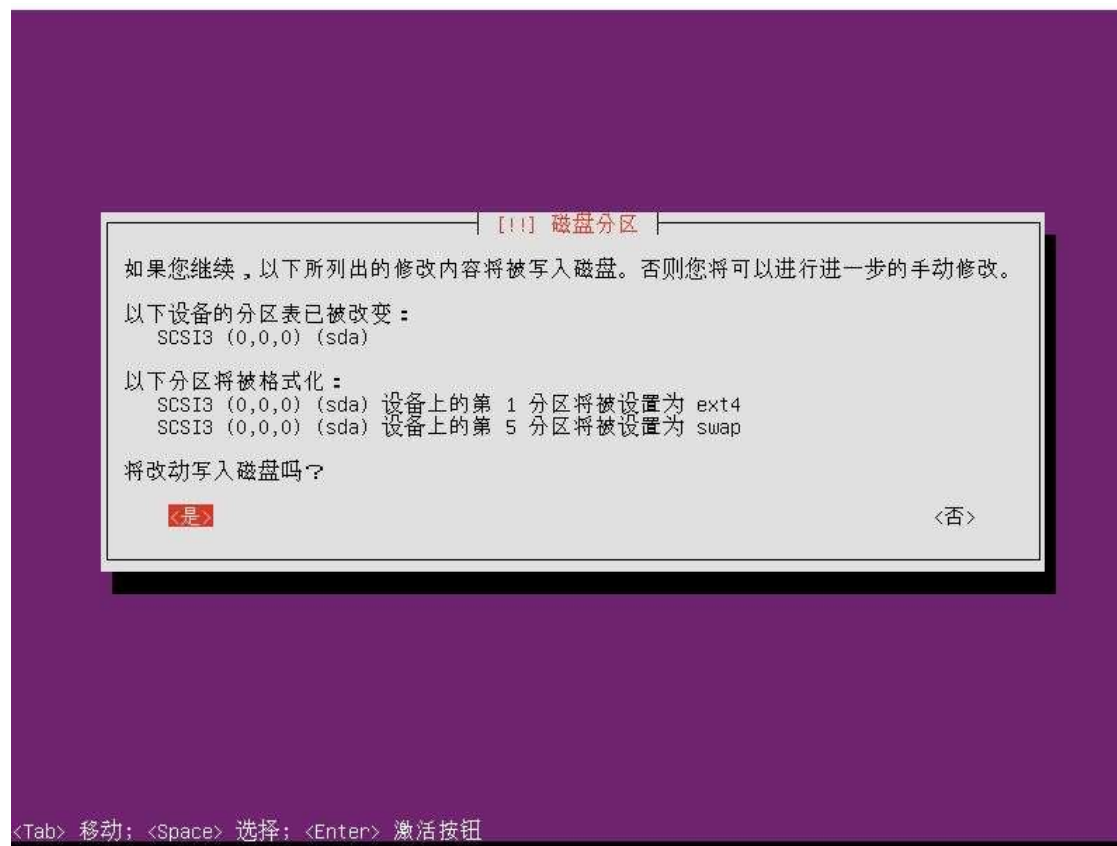 [!!] 磁盘分区
如果您继续，以下所列出的修改内容将被写入磁盘。否则您将可以进行进一步的手动修改。
以下设备的分区表已被改变：
SCSI3 (0,0,0) (sda)
以下分区将被格式化：
SCSI3 (0,0,0) (sda) 设备上的第 1 分区将被设置为 ext4
SCSI3 (0,0,0) (sda) 设备上的第 5 分区将被设置为 swap
将改动写入磁盘吗？
<是> <否>
<Tab> 移动; <Space> 选择; <Enter> 激活按钮